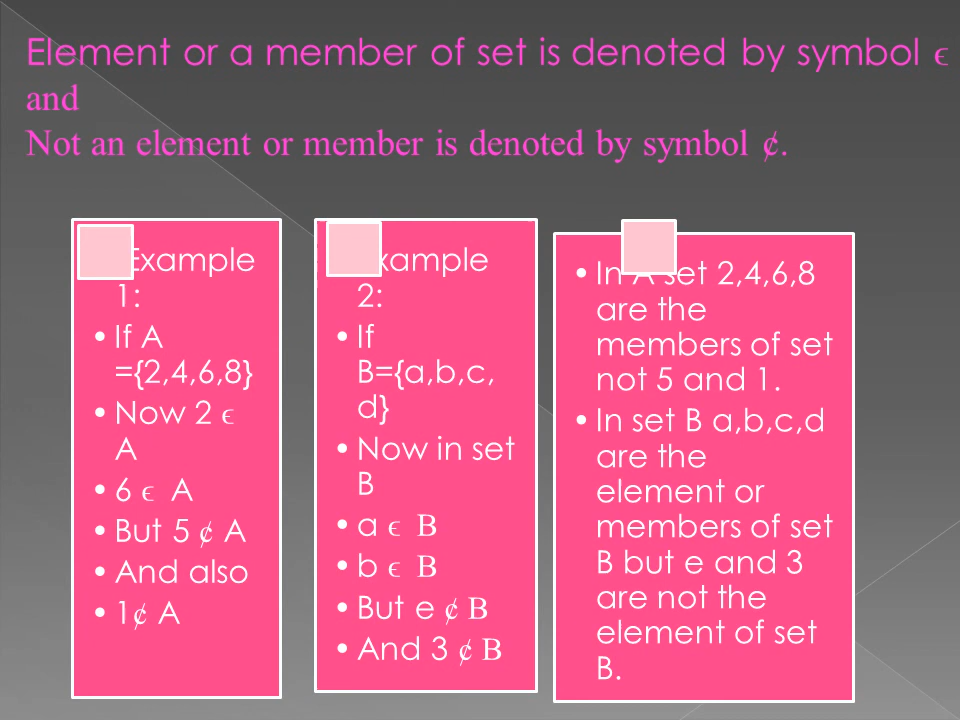 Element or a member of set is denoted by symbol ϵ
and
Not an element or member is denoted by symbol ¢.
Example
1:
• If A
={2,4,6,8}
• Now 2 ϵ
A
• 6 ϵ A
• But 5 ¢ A
• And also
• 1¢ A
xample
2:
• If
B={a,b,c,
d}
• Now in set
B
• a ϵ B
• b ϵ B
• But e ¢ B
• And 3 ¢ B
• In A set 2,4,6,8
are the
members of set
not 5 and 1.
• In set B a,b,c,d
are the
element or
members of set
B but e and 3
are not the
element of set
B.